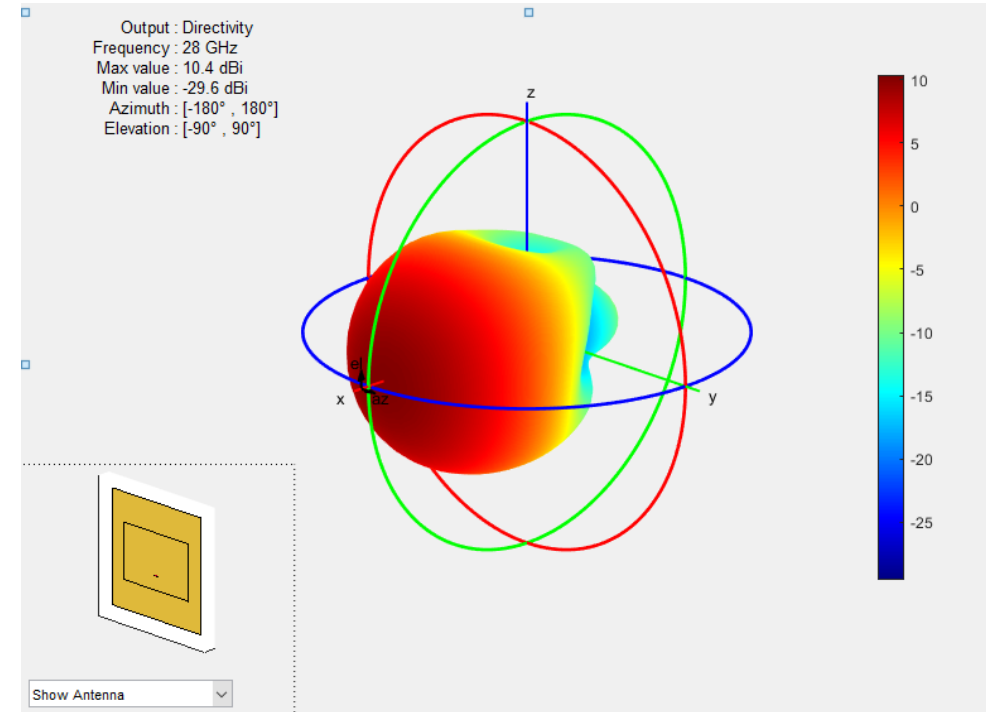 Output : Directivity
Frequency : 28 GHz
Max value : 10.4 dBi
Min value : -29.6 dBi
Azimuth : [-180° , 180°]
Elevation : [-90° , 90°]
z
10
5
0
-5
-10
-15
-20
-25
el
x
az
y
Show Antenna